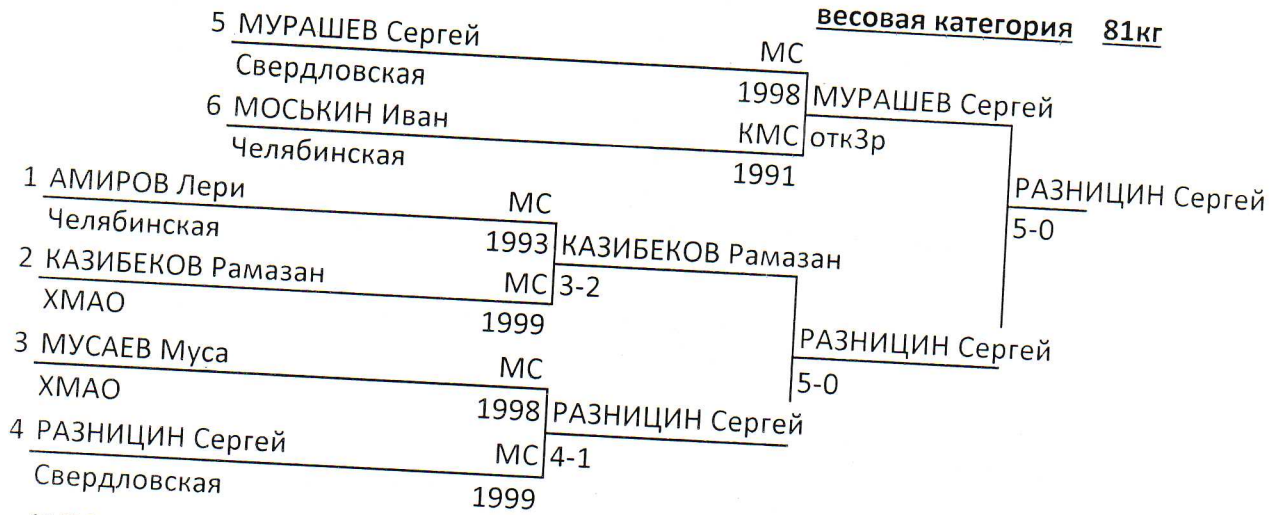 весовая категория 81кг
5 МУРАШЕВ Сергей МС
Свердловская 1998 МУРАШЕВ Сергей
6 МОСЬКИН Иван КМС отк3р
Челябинская 1991
РАЗНИЦИН Сергей
5-0
1 АМИРОВ Лери МС
Челябинская 1993 КАЗИБЕКОВ Рамазан
2 КАЗИБЕКОВ Рамазан МС 3-2
ХМАО 1999
РАЗНИЦИН Сергей
5-0
3 МУСАЕВ Муса МС
ХМАО 1998 РАЗНИЦИН Сергей
4 РАЗНИЦИН Сергей МС 4-1
Свердловская 1999